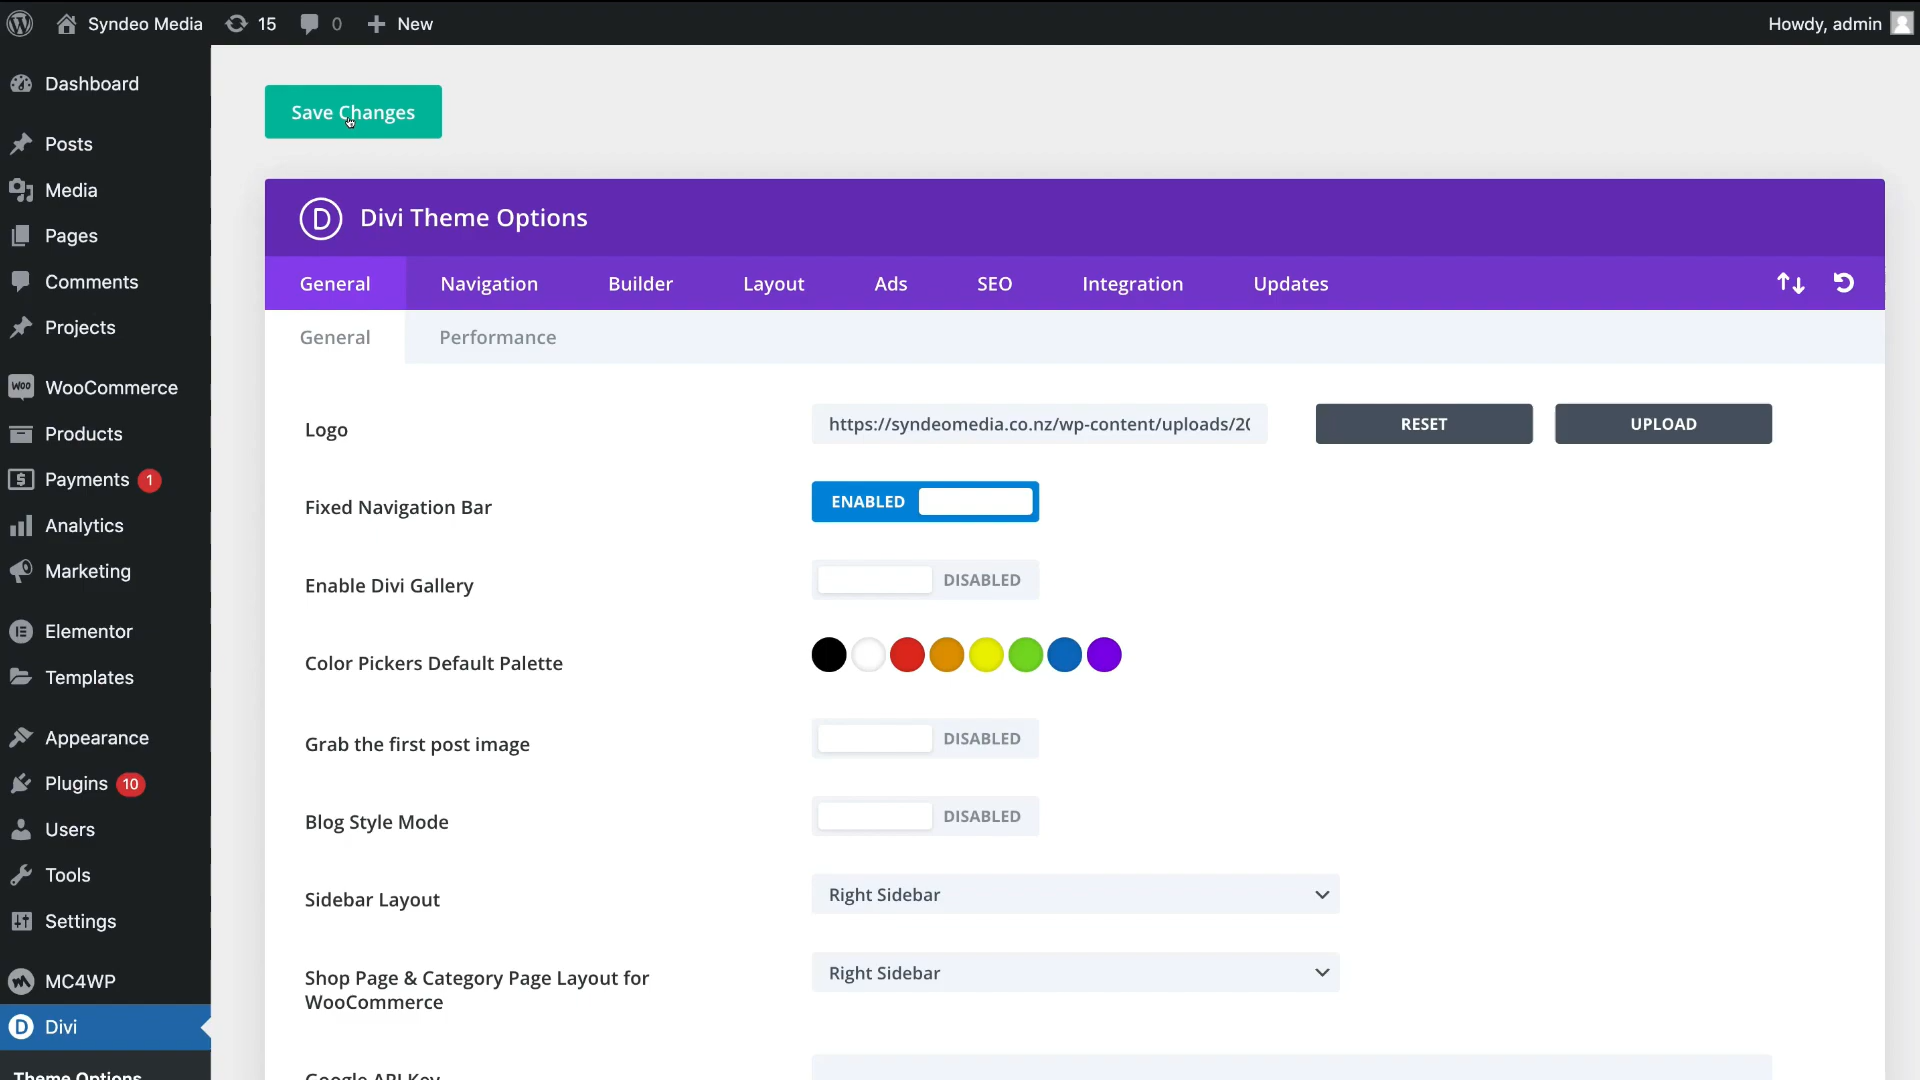 Syndeo Media 15 0 New Howdy, admin
Dashboard
Posts
Media
Pages
Comments
Projects
WooCommerce
Products
Payments 1
Analytics
Marketing
Elementor
Templates
Appearance
Plugins 10
Users
Tools
Settings
MC4WP
Divi
Theme Options
Save Changes
Divi Theme Options
General Navigation Builder Layout Ads SEO Integration Updates
General Performance
Logo https://syndeomedia.co.nz/wp-content/uploads/20 RESET UPLOAD
Fixed Navigation Bar ENABLED
Enable Divi Gallery DISABLED
Color Pickers Default Palette
Grab the first post image DISABLED
Blog Style Mode DISABLED
Sidebar Layout Right Sidebar
Shop Page & Category Page Layout for Right Sidebar
WooCommerce
Google API Key